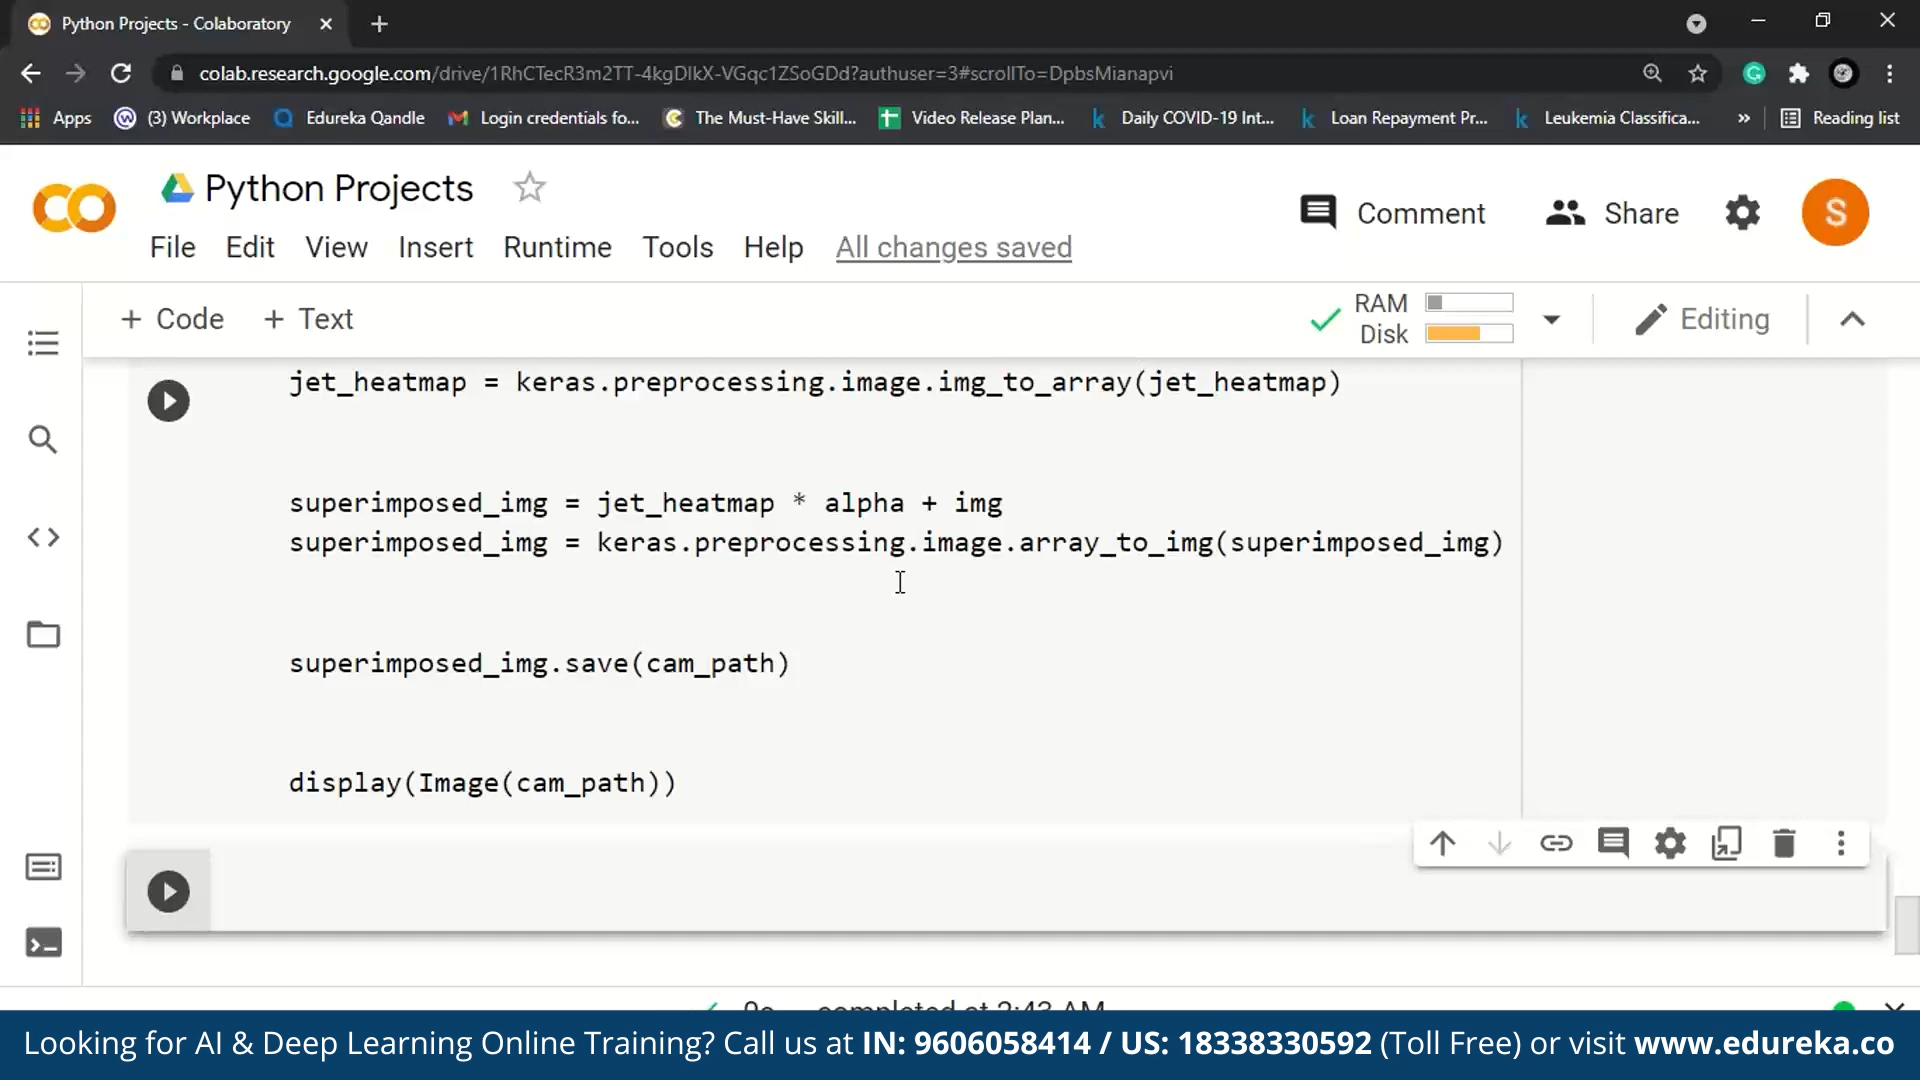 Python Projects - Colaboratory
colab.research.google.com/drive/1RhCTecR3m2TT-4kgDlkX-VGqc1ZSoGDd?authuser=3#scrollTo=DpbsMianapvi
Apps (3) Workplace Edureka Qandle Login credentials fo... The Must-Have Skill... Video Release Plan... Daily COVID-19 Int... Loan Repayment Pr... Leukemia Classifica... » Reading list
Python Projects
Comment Share S
File Edit View Insert Runtime Tools Help All changes saved
+ Code + Text RAM Disk Editing
jet_heatmap = keras.preprocessing.image.img_to_array(jet_heatmap)
superimposed_img = jet_heatmap * alpha + img
superimposed_img = keras.preprocessing.image.array_to_img(superimposed_img)
superimposed_img.save(cam_path)
display(Image(cam_path))
completed at 2:43 AM
Looking for AI & Deep Learning Online Training? Call us at IN: 9606058414 / US: 18338330592 (Toll Free) or visit www.edureka.co